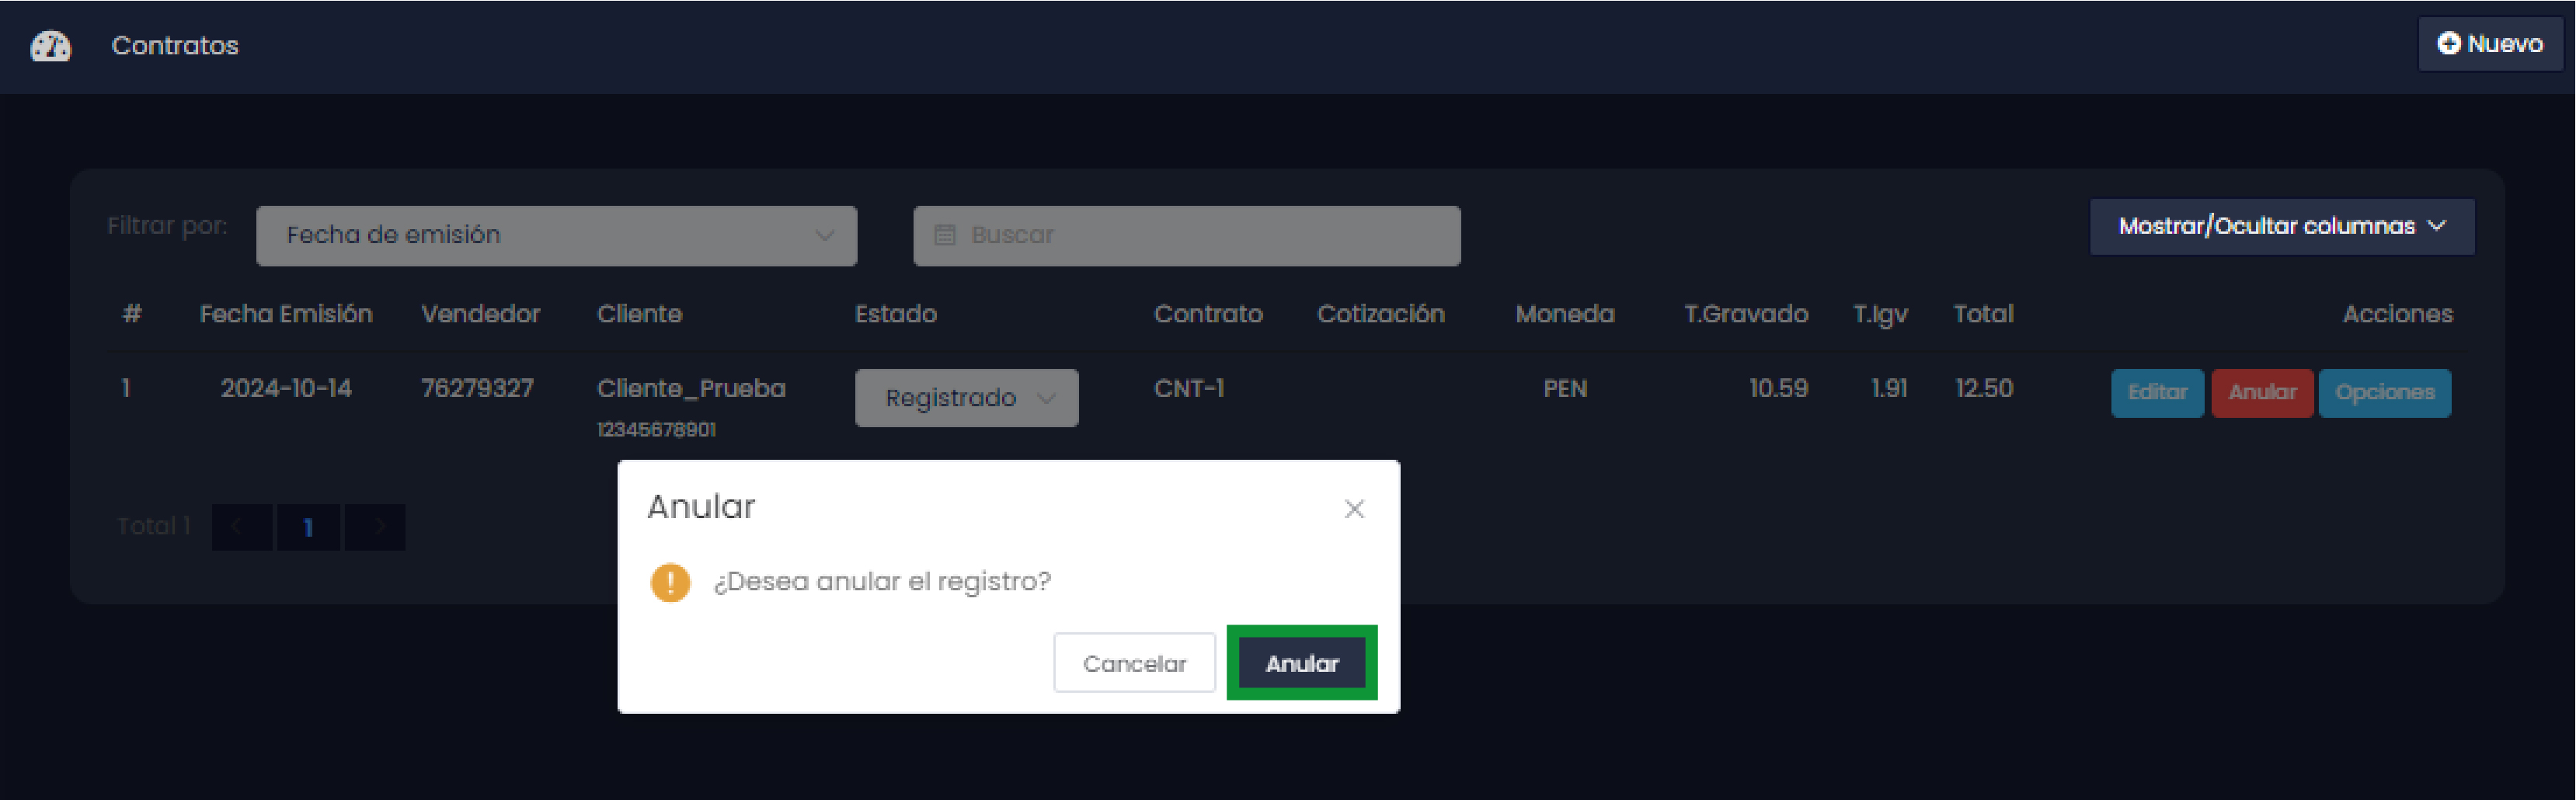 Contratos
Nuevo
Filtrar por: Fecha de emisión Buscar Mostrar/Ocultar columnas
# Fecha Emisión Vendedor Cliente Estado Contrato Cotización Moneda T.Gravado T.Igv Total Acciones
1 2024-10-14 76279327 Cliente_Prueba Registrado CNT-1 PEN 10.59 1.91 12.50 Editar Anular Opciones
12345678901
Total 1 < 1 >
Anular
¿Desea anular el registro?
Cancelar Anular